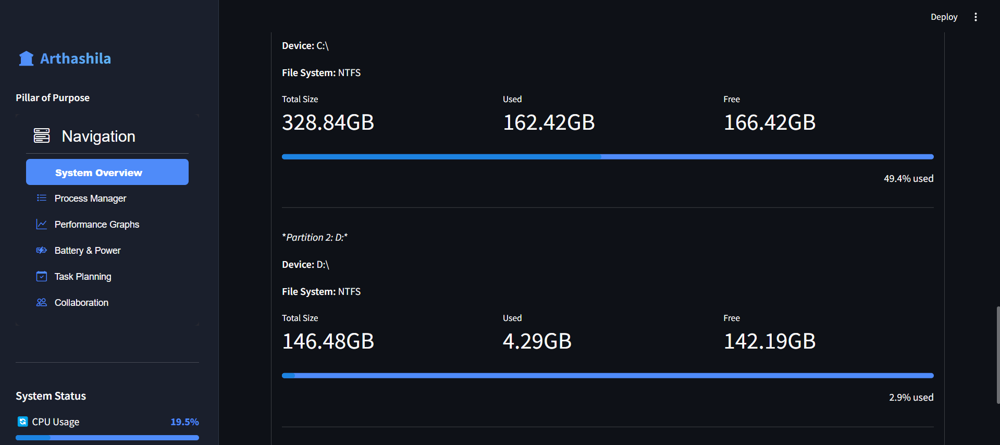 Deploy
Arthashila
Pillar of Purpose
Navigation
System Overview
Process Manager
Performance Graphs
Battery & Power
Task Planning
Collaboration
System Status
CPU Usage 19.5%
Device: C:\
File System: NTFS
Total Size Used Free
328.84GB 162.42GB 166.42GB
49.4% used
*Partition 2: D:*
Device: D:\
File System: NTFS
Total Size Used Free
146.48GB 4.29GB 142.19GB
2.9% used